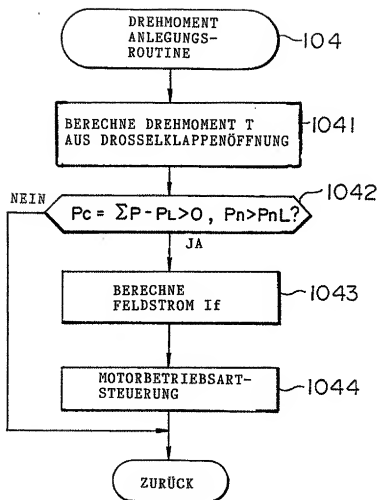 DREHMOMENT
ANLEGUNGS-
ROUTINE
104
BERECHNE DREHMOMENT T
AUS DROSSELKLAPPENÖFFNUNG
1041
NEIN
Pc = ΣP - PL > 0, Pn > PnL?
1042
JA
BERECHNE
FELDSTROM If
1043
MOTORBETRIEBSART-
STEUERUNG
1044
ZURÜCK